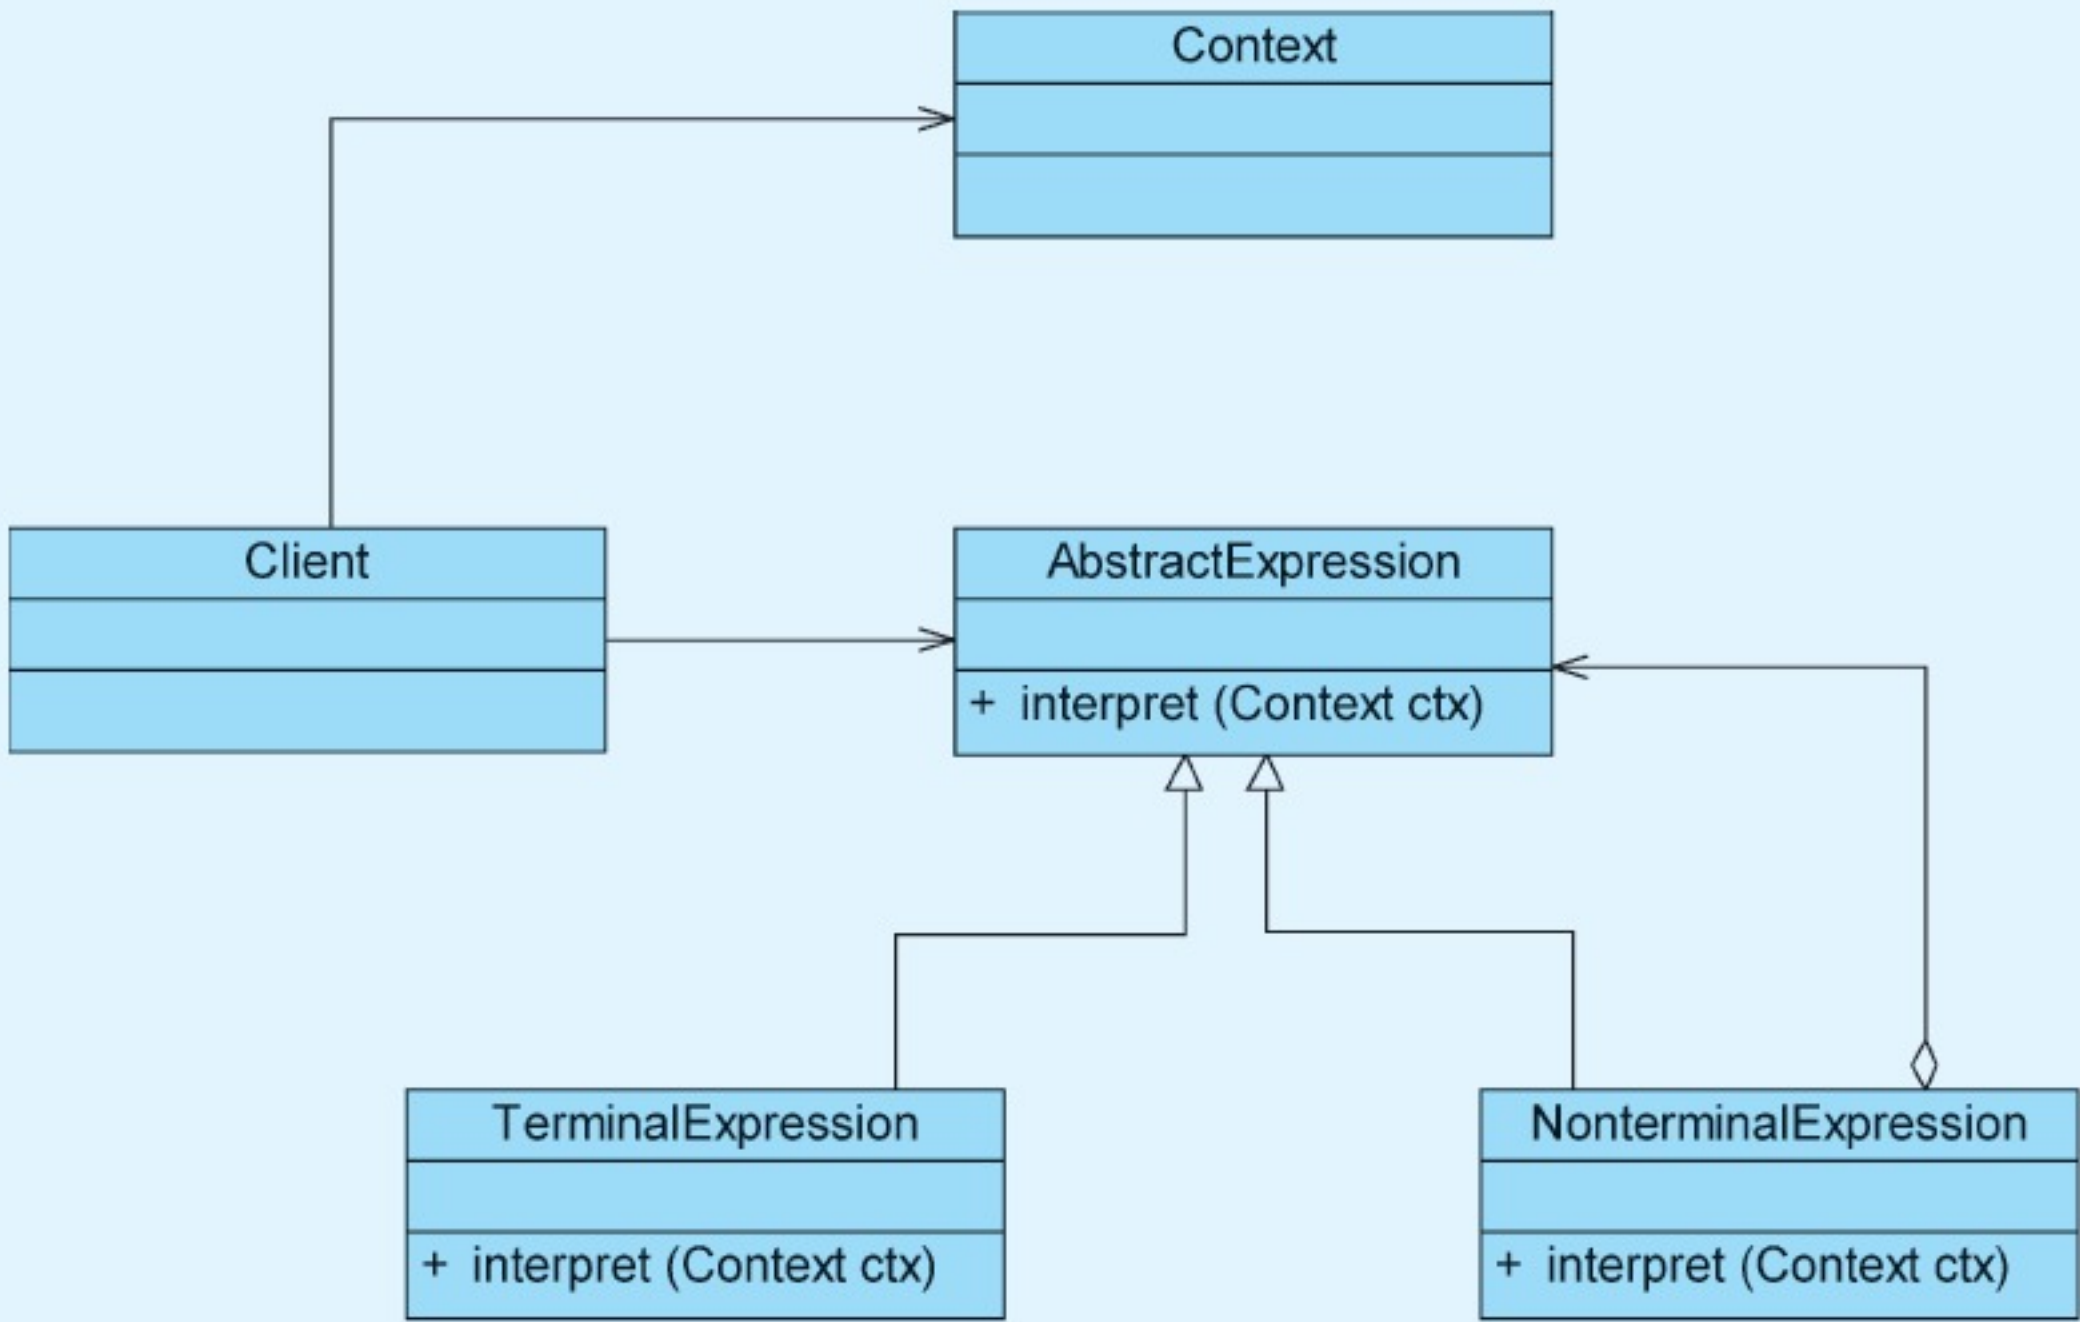 Context
Client
AbstractExpression
+ interpret (Context ctx)
TerminalExpression
+ interpret (Context ctx)
NonterminalExpression
+ interpret (Context ctx)